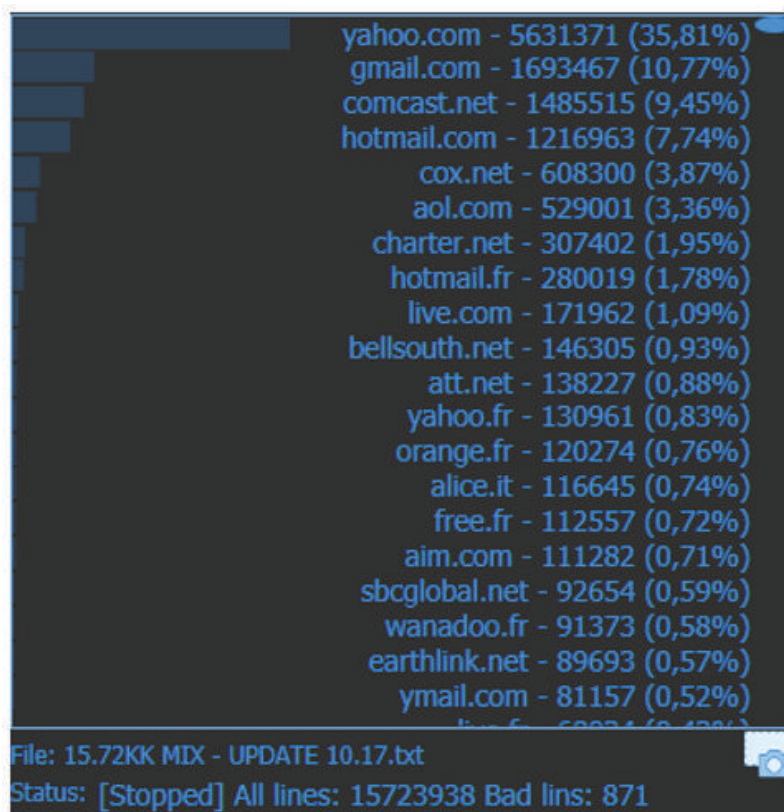 yahoo.com - 5631371 (35,81%)
gmail.com - 1693467 (10,77%)
comcast.net - 1485515 (9,45%)
hotmail.com - 1216963 (7,74%)
cox.net - 608300 (3,87%)
aol.com - 529001 (3,36%)
charter.net - 307402 (1,95%)
hotmail.fr - 280019 (1,78%)
live.com - 171962 (1,09%)
bellsouth.net - 146305 (0,93%)
att.net - 138227 (0,88%)
yahoo.fr - 130961 (0,83%)
orange.fr - 120274 (0,76%)
alice.it - 116645 (0,74%)
free.fr - 112557 (0,72%)
aim.com - 111282 (0,71%)
sbcglobal.net - 92654 (0,59%)
wanadoo.fr - 91373 (0,58%)
earthlink.net - 89693 (0,57%)
ymail.com - 81157 (0,52%)
File: 15.72KK MIX - UPDATE 10.17.txt
Status: [Stopped] All lines: 15723938 Bad lins: 871